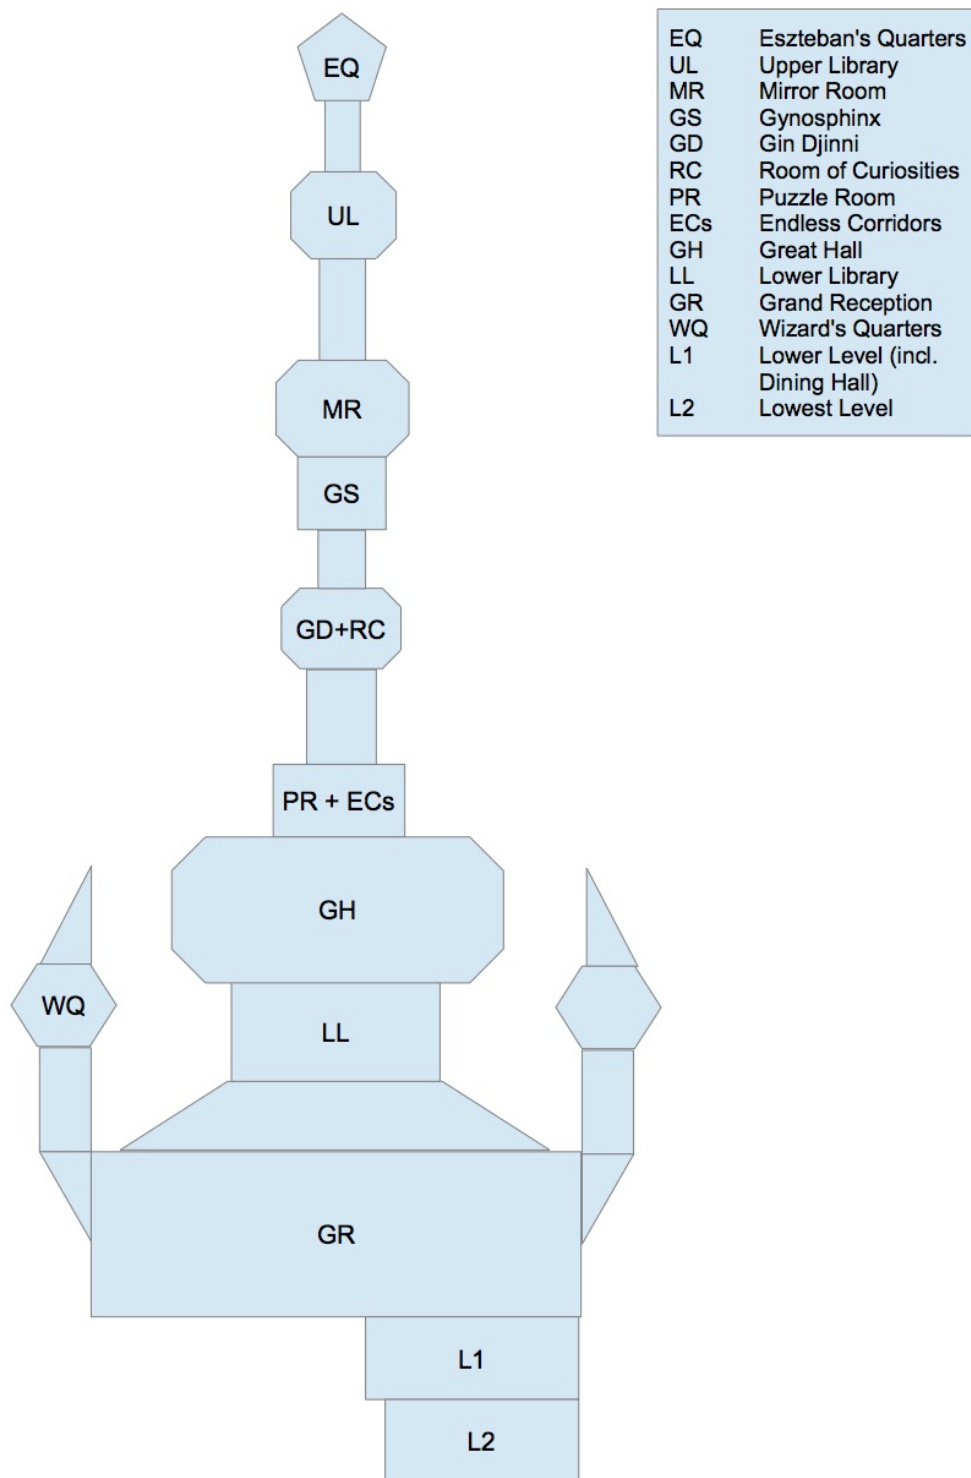 EQ Eszteban's Quarters
UL Upper Library
MR Mirror Room
GS Gynosphinx
GD Gin Djinni
RC Room of Curiosities
PR Puzzle Room
ECs Endless Corridors
GH Great Hall
LL Lower Library
GR Grand Reception
WQ Wizard's Quarters
L1 Lower Level (incl.
Dining Hall)
L2 Lowest Level
EQ
UL
MR
GS
GD+RC
PR + ECs
GH
WQ
LL
GR
L1
L2